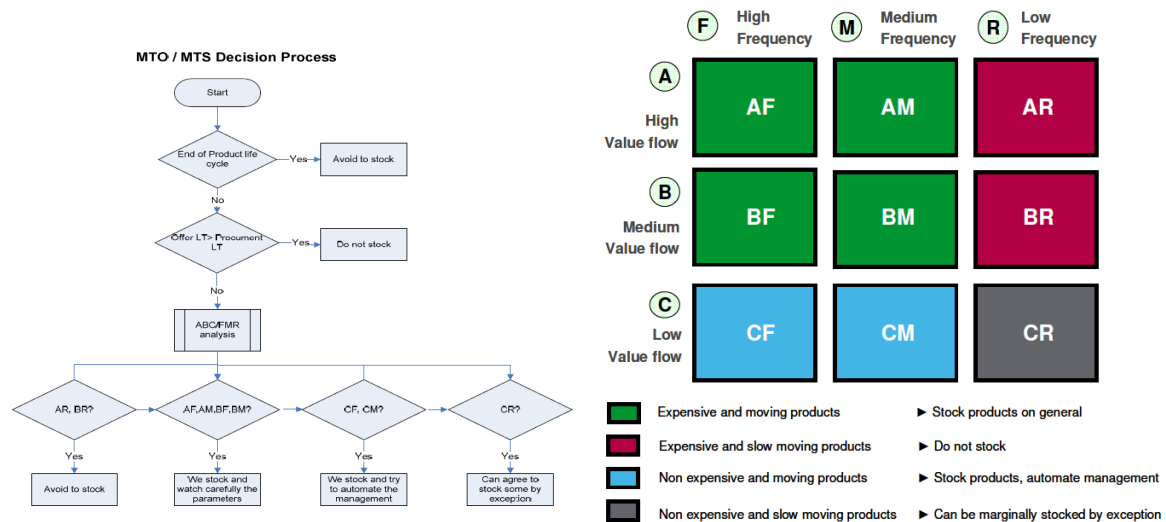 MTO / MTS Decision Process
Start
End of Product life
cycle
Yes
Avoid to stock
No
Offer LT> Procument
LT
Yes
Do not stock
No
ABC/FMR
analysis
AR, BR?
AF,AM,BF,BM?
CF, CM?
CR?
Yes
Yes
Yes
Yes
Avoid to stock
We stock and
watch carefully the
parameters
We stock and try
to automate the
management
Can agree to
stock some by
exception
F
High
Frequency
M
Medium
Frequency
R
Low
Frequency
A
High
Value flow
AF
AM
AR
B
Medium
Value flow
BF
BM
BR
C
Low
Value flow
CF
CM
CR
Expensive and moving products
► Stock products on general
Expensive and slow moving products
► Do not stock
Non expensive and moving products
► Stock products, automate management
Non expensive and slow moving products
► Can be marginally stocked by exception